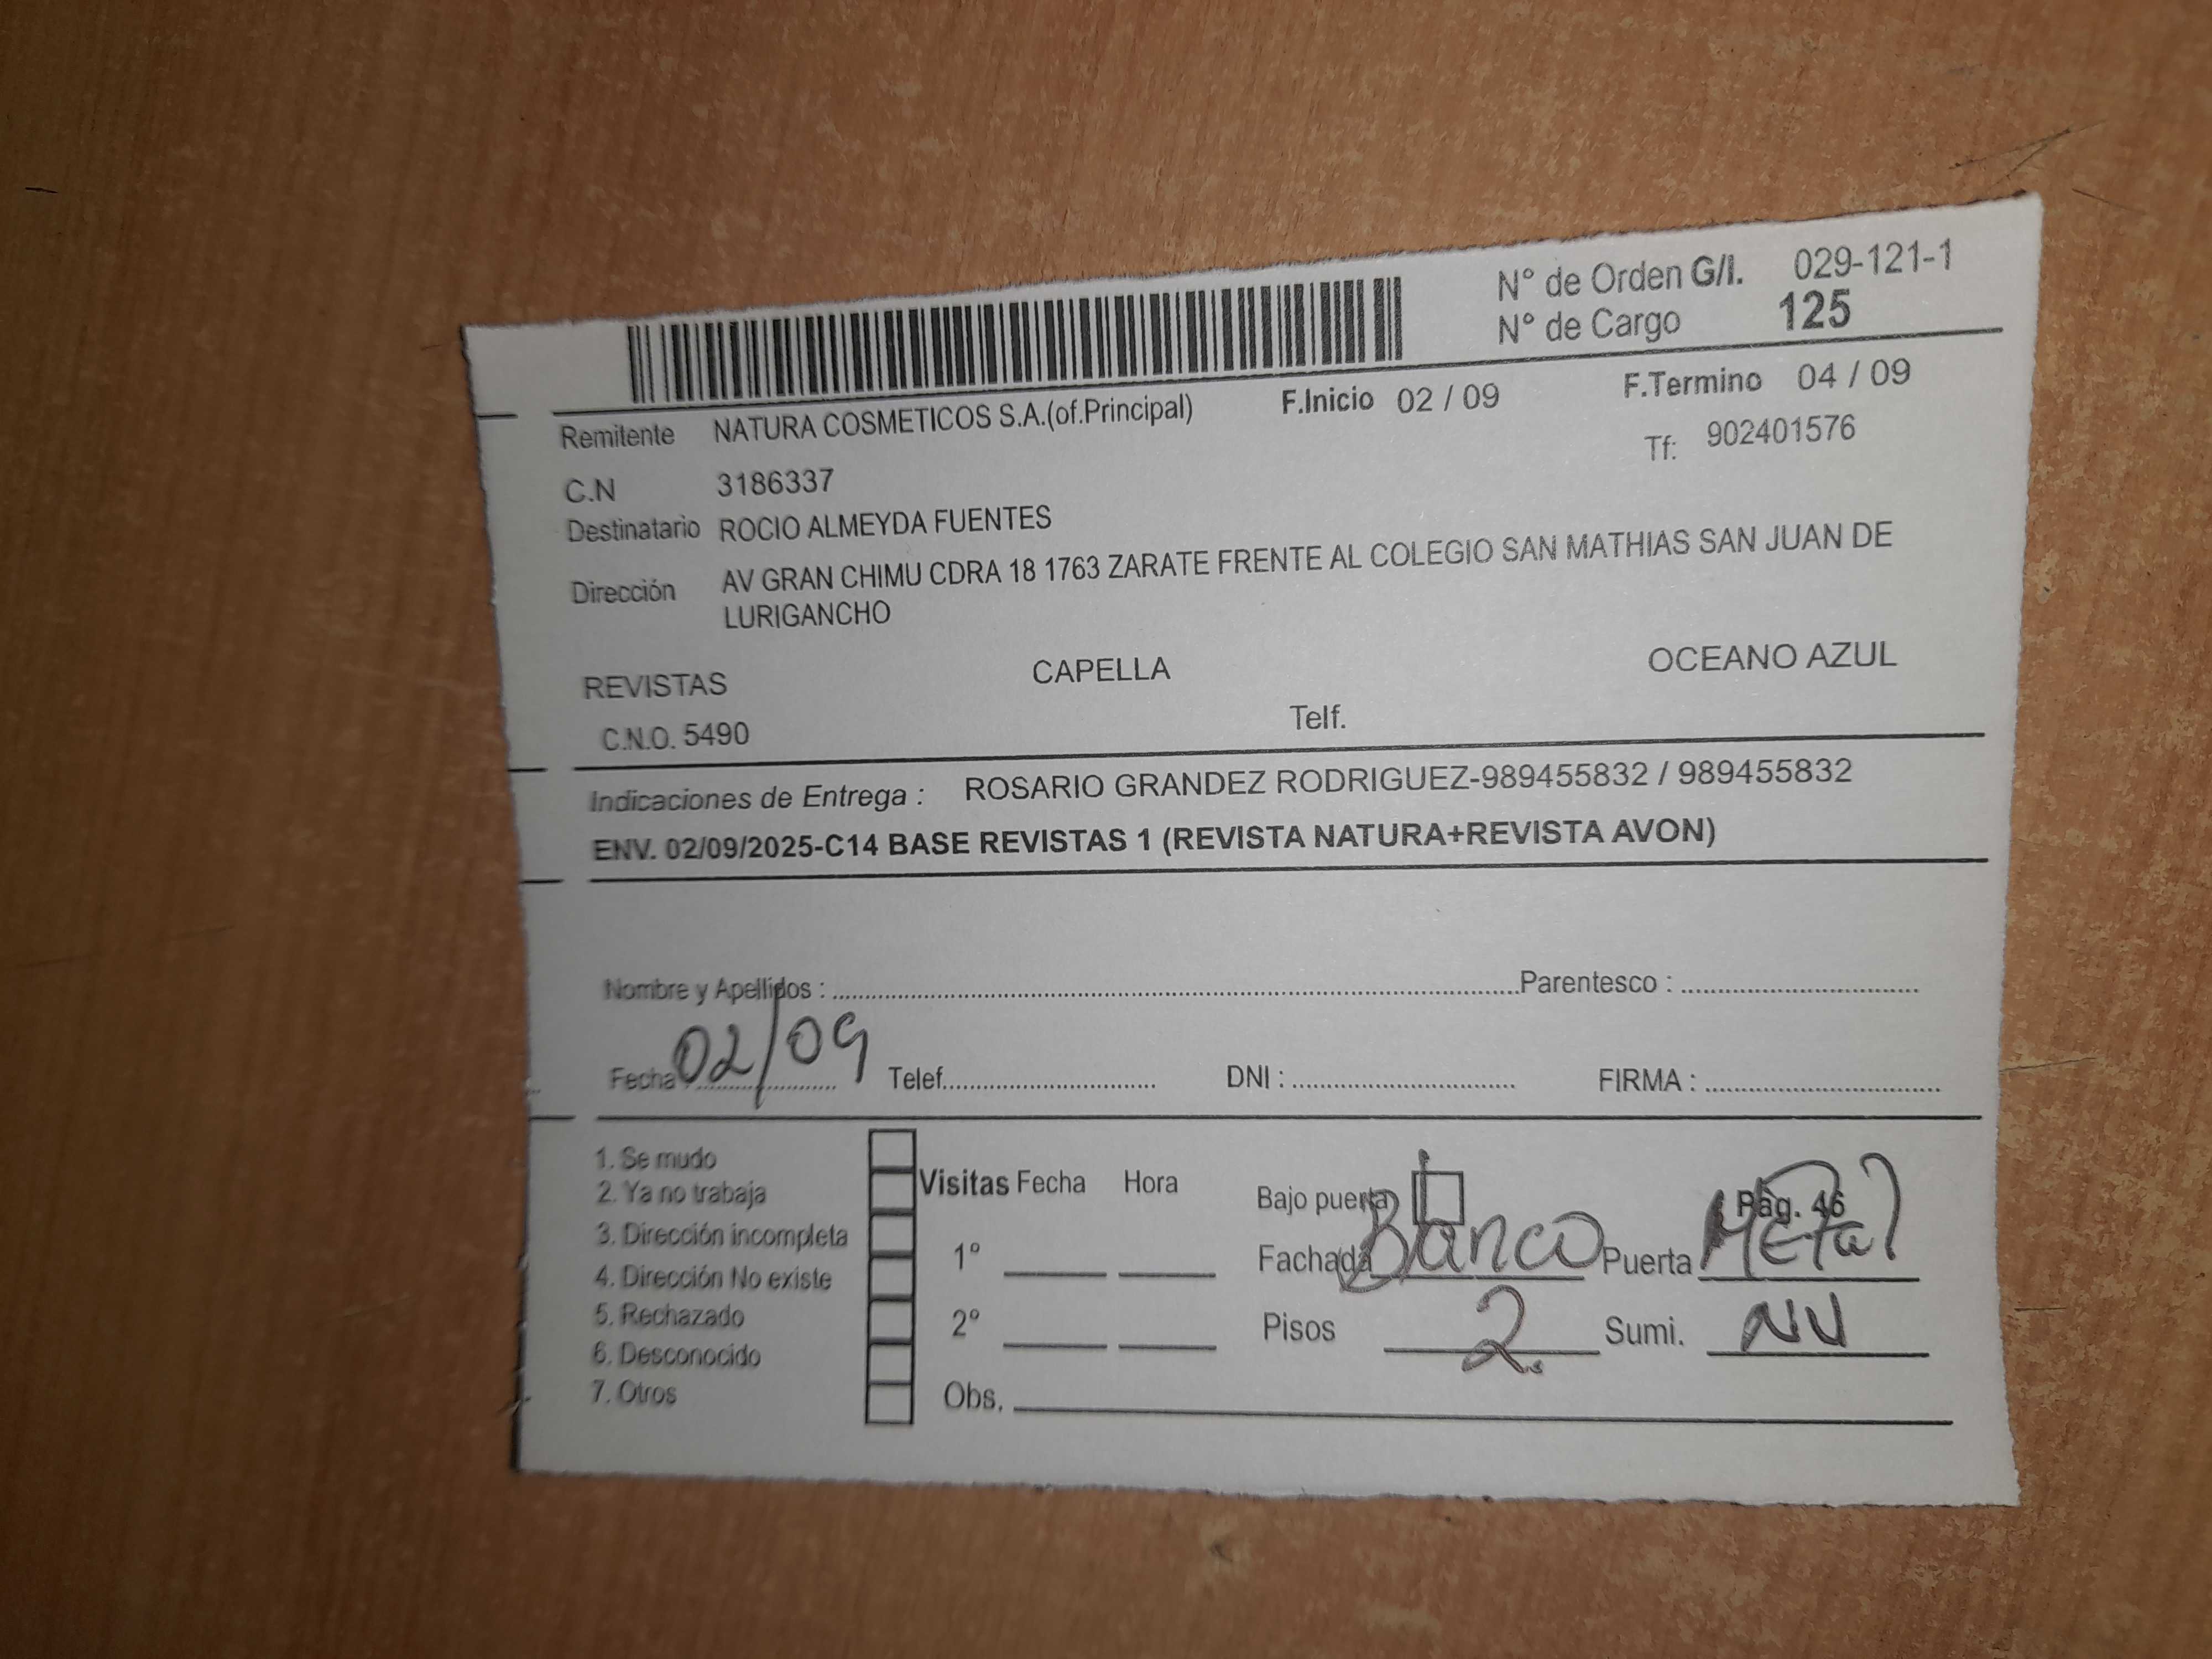 N° de Orden G/I. 029-121-1
N° de Cargo 125
Remitente NATURA COSMETICOS S.A.(of.Principal) F.Inicio 02 / 09 F.Termino 04 / 09
C.N 3186337 Tf: 902401576
Destinatario ROCIO ALMEYDA FUENTES
Dirección AV GRAN CHIMU CDRA 18 1763 ZARATE FRENTE AL COLEGIO SAN MATHIAS SAN JUAN DE
LURIGANCHO
REVISTAS CAPELLA OCEANO AZUL
C.N.O. 5490 Telf.
Indicaciones de Entrega : ROSARIO GRANDEZ RODRIGUEZ-989455832 / 989455832
ENV. 02/09/2025-C14 BASE REVISTAS 1 (REVISTA NATURA+REVISTA AVON)
Nombre y Apellidos : Parentesco :
Fecha 02/09 Telef. DNI : FIRMA :
1. Se mudo
2. Ya no trabaja
3. Dirección incompleta
4. Dirección No existe
5. Rechazado
6. Desconocido
7. Otros
Visitas Fecha Hora
1°
2°
Obs.
Bajo puerta Pág. 46
Fachada Banco Puerta Metal
Pisos 2 Sumi.